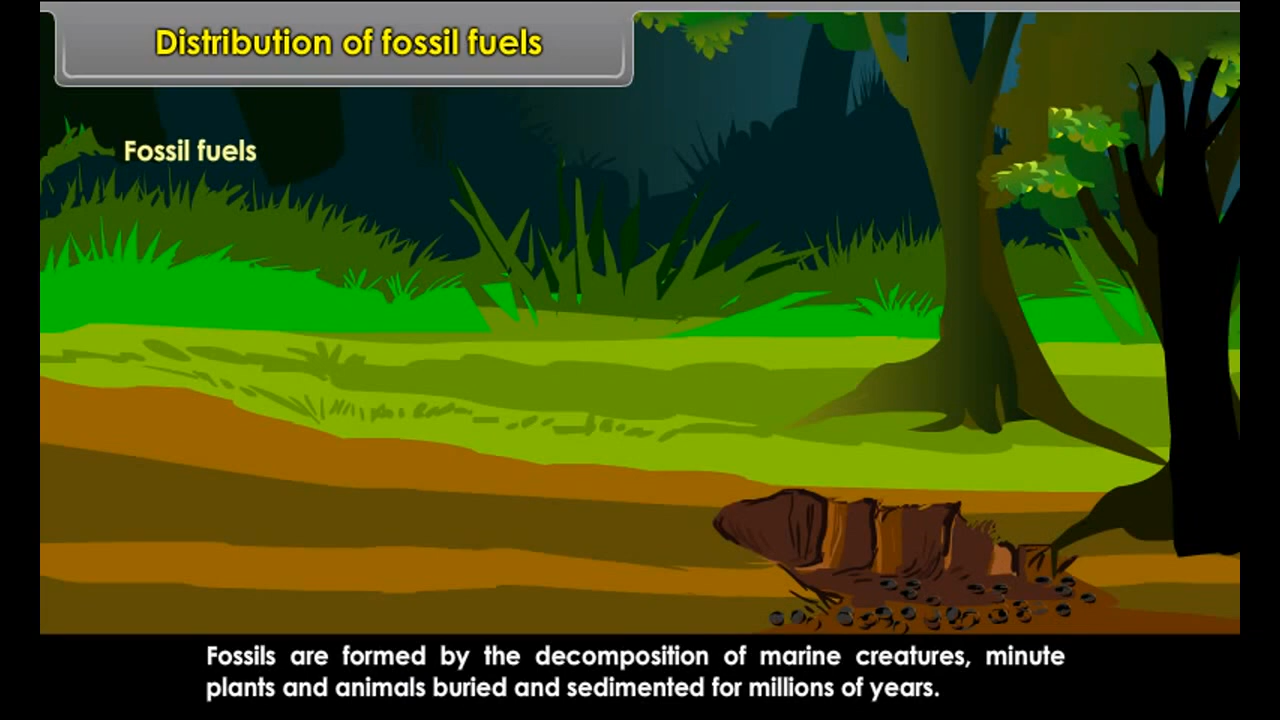 Distribution of fossil fuels
Fossil fuels
Fossils are formed by the decomposition of marine creatures, minute
plants and animals buried and sedimented for millions of years.